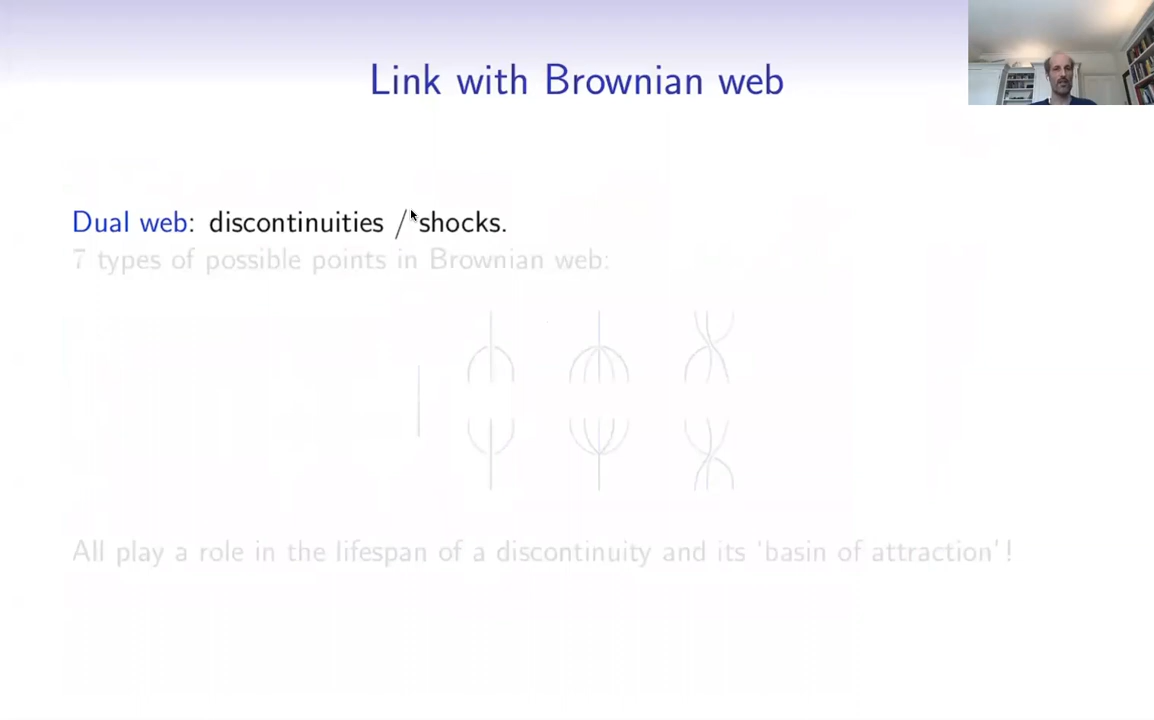 Link with Brownian web
Dual web: discontinuities / shocks.
7 types of possible points in Brownian web:
All play a role in the lifespan of a discontinuity and its 'basin of attraction'!